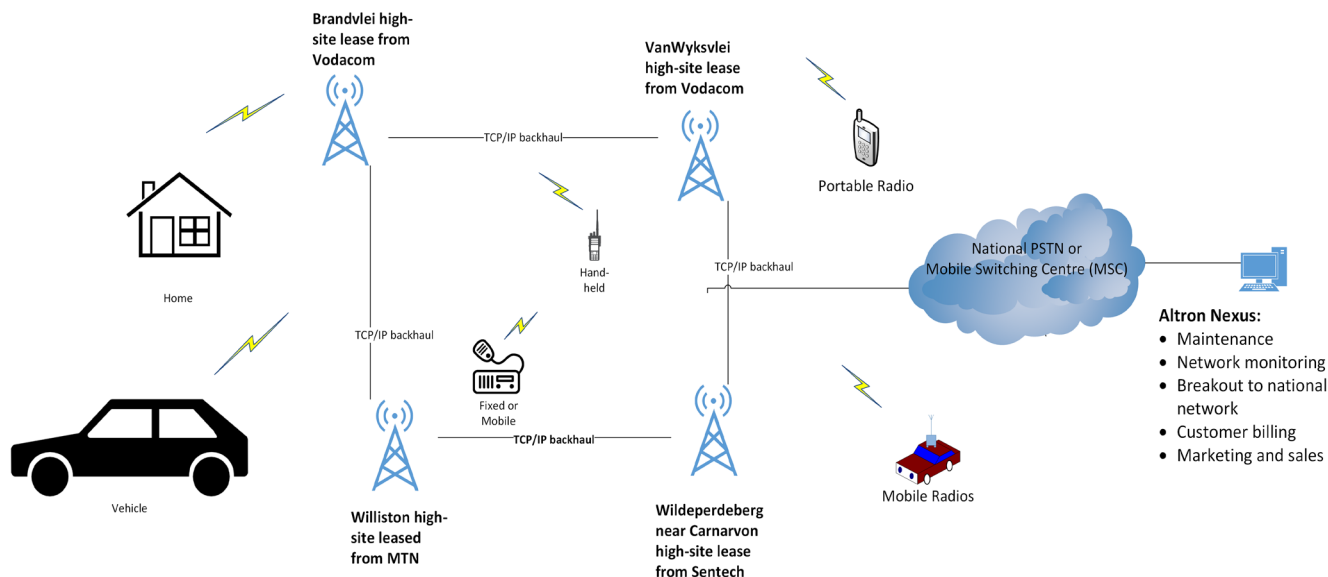 Brandvlei high-
site lease from
Vodacom
VanWyksvlei
high-site lease
from Vodacom
TCP/IP backhaul
Portable Radio
Home
Hand-
held
TCP/IP backhaul
National PSTN or
Mobile Switching Centre (MSC)
Altron Nexus:
• Maintenance
• Network monitoring
• Breakout to national
network
• Customer billing
• Marketing and sales
TCP/IP backhaul
Fixed or
Mobile
TCP/IP backhaul
Mobile Radios
Vehicle
Williston high-
site leased
from MTN
Wildeperdeberg
near Carnarvon
high-site lease
from Sentech